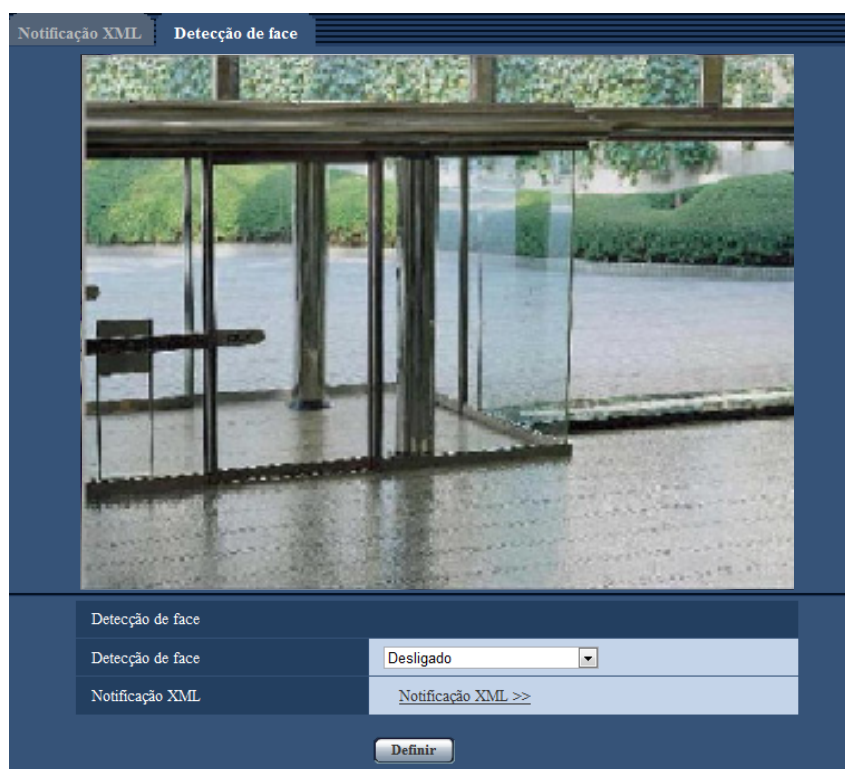 Notificação XML Detecção de face
Detecção de face
Detecção de face Desligado
Notificação XML Notificação XML >>
Definir